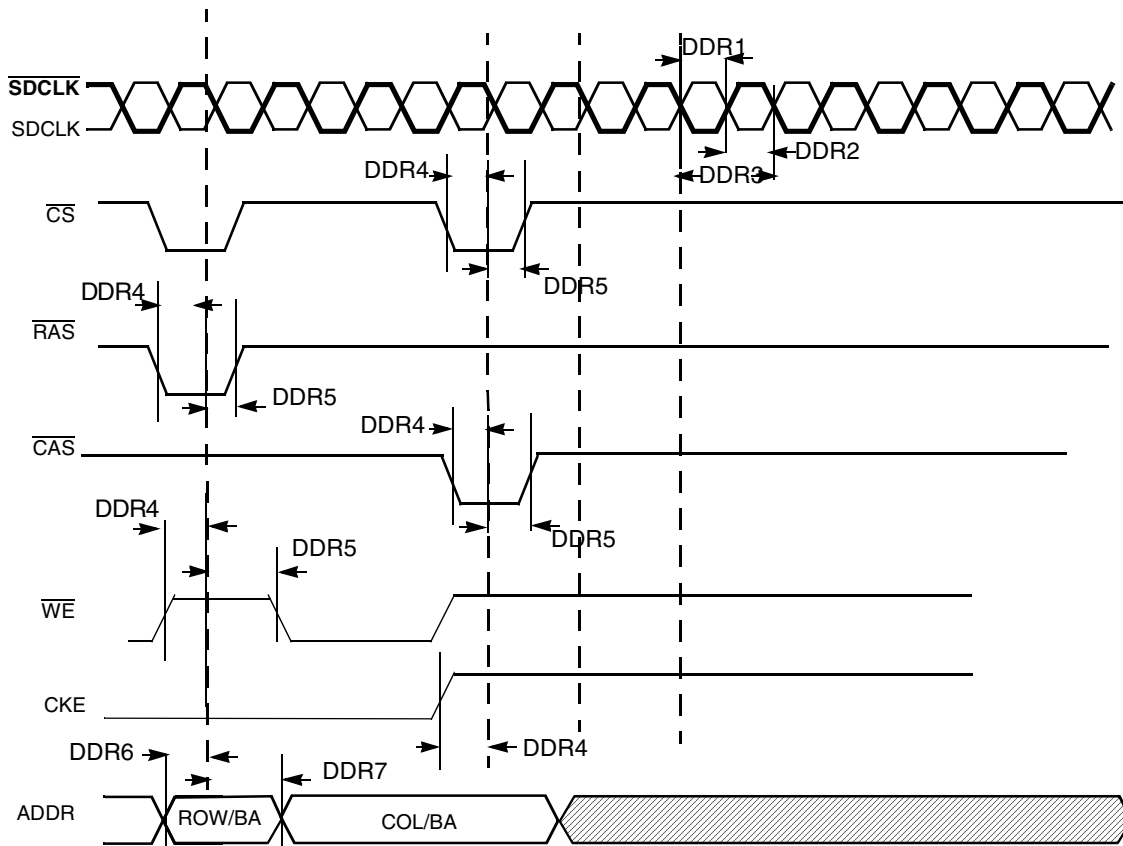 DDR1
SDCLK
SDCLK
DDR2
DDR4
DDR3
CS
DDR4
DDR5
RAS
DDR5
DDR4
CAS
DDR4
DDR5
DDR5
WE
CKE
DDR6
DDR4
DDR7
ADDR
ROW/BA
COL/BA